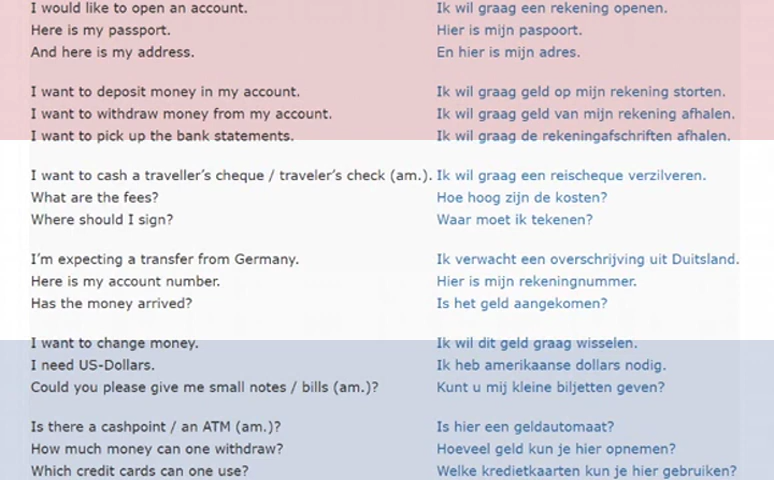 I would like to open an account. Ik wil graag een rekening openen.
Here is my passport. Hier is mijn paspoort.
And here is my address. En hier is mijn adres.
I want to deposit money in my account. Ik wil graag geld op mijn rekening storten.
I want to withdraw money from my account. Ik wil graag geld van mijn rekening afhalen.
I want to pick up the bank statements. Ik wil graag de rekeningafschriften afhalen.
I want to cash a traveller’s cheque / traveler’s check (am.). Ik wil graag een reischeque verzilveren.
What are the fees? Hoe hoog zijn de kosten?
Where should I sign? Waar moet ik tekenen?
I’m expecting a transfer from Germany. Ik verwacht een overschrijving uit Duitsland.
Here is my account number. Hier is mijn rekeningnummer.
Has the money arrived? Is het geld aangekomen?
I want to change money. Ik wil dit geld graag wisselen.
I need US-Dollars. Ik heb amerikaanse dollars nodig.
Could you please give me small notes / bills (am.)? Kunt u mij kleine biljetten geven?
Is there a cashpoint / an ATM (am.)? Is hier een geldautomaat?
How much money can one withdraw? Hoeveel geld kun je hier opnemen?
Which credit cards can one use? Welke kredietkaarten kun je hier gebruiken?